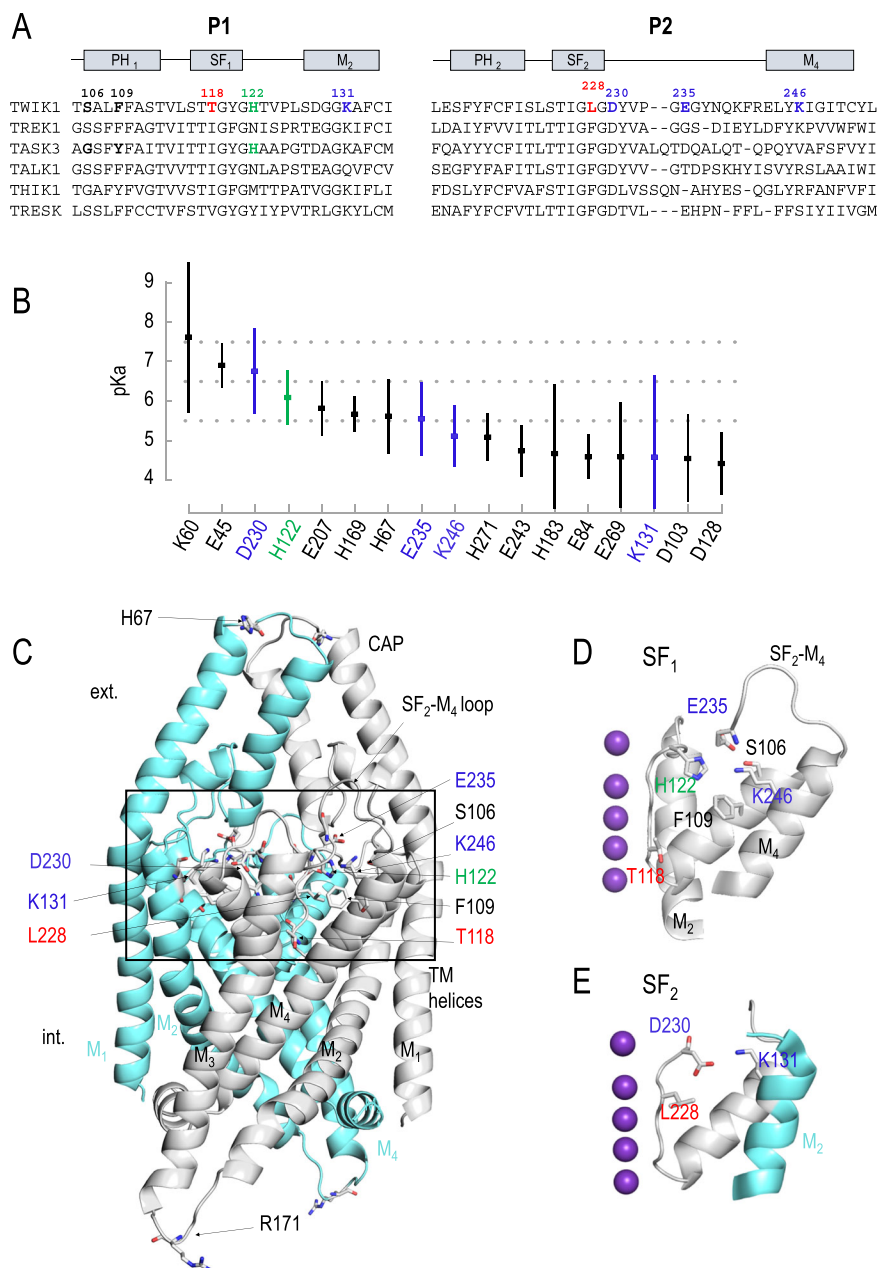 A
P1
P2
PH1 SF1 M2 PH2 SF2 M4
106 109 118 122 131 228 230 235 246
TWIK1 TSALFFASTVLSTTGYGHTVPLSDGGKAFCI LESFYFCFISLSTIGLGDYVP--GEGYNQKFRELYKIGITCYL
TREK1 GSSFFFAGTVITTIGFGNISPRTEGGKIFCI LDAIYFVVITLTTIGFGDYVA--GGS-DIEYLDFYKPVVWFWI
TASK3 AGSFYFAITVITTIGYGHAAPGTDAGKAFCM FQAYYYCFVTLTTIGFGDYVALQTDQALQT-QPQYVAFSFVYI
TALK1 GSSFFFAGTVVTTIGYGNLAPSTEAGQVFCV SEGFYFAFITLSTIGFGDYVV--GTDPSKHYISVYRSLAAIWI
THIK1 TGAFYFVGTVVSTIGFGMTTPATVGGKIFLI FDSLYFCFVAFSTIGFGDLVSSQN-AHYES-QGLYRFANFVFI
TRESK LSSLFFCCTVFSTVGYGYIYPVTRLGKYLCM ENAFYFCFVTLTTIGFGDTVL---EHPN-FFL-FFSIYIIVGM
B
9
8
7
6
5
4
pKa
K60 E45 D230 H122 E207 H169 H67 E235 K246 H271 E243 H183 E84 E269 K131 D103 D128
C
H67
CAP
ext.
SF2-M4 loop
E235
S106
K246
H122
F109
T118
D230
K131
L228
TM
helices
int.
M1
M2
M3
M4
M2
M1
M4
R171
D
SF1
SF2-M4
E235
S106
H122
K246
F109
M4
T118
M2
E
SF2
D230
K131
L228
M2